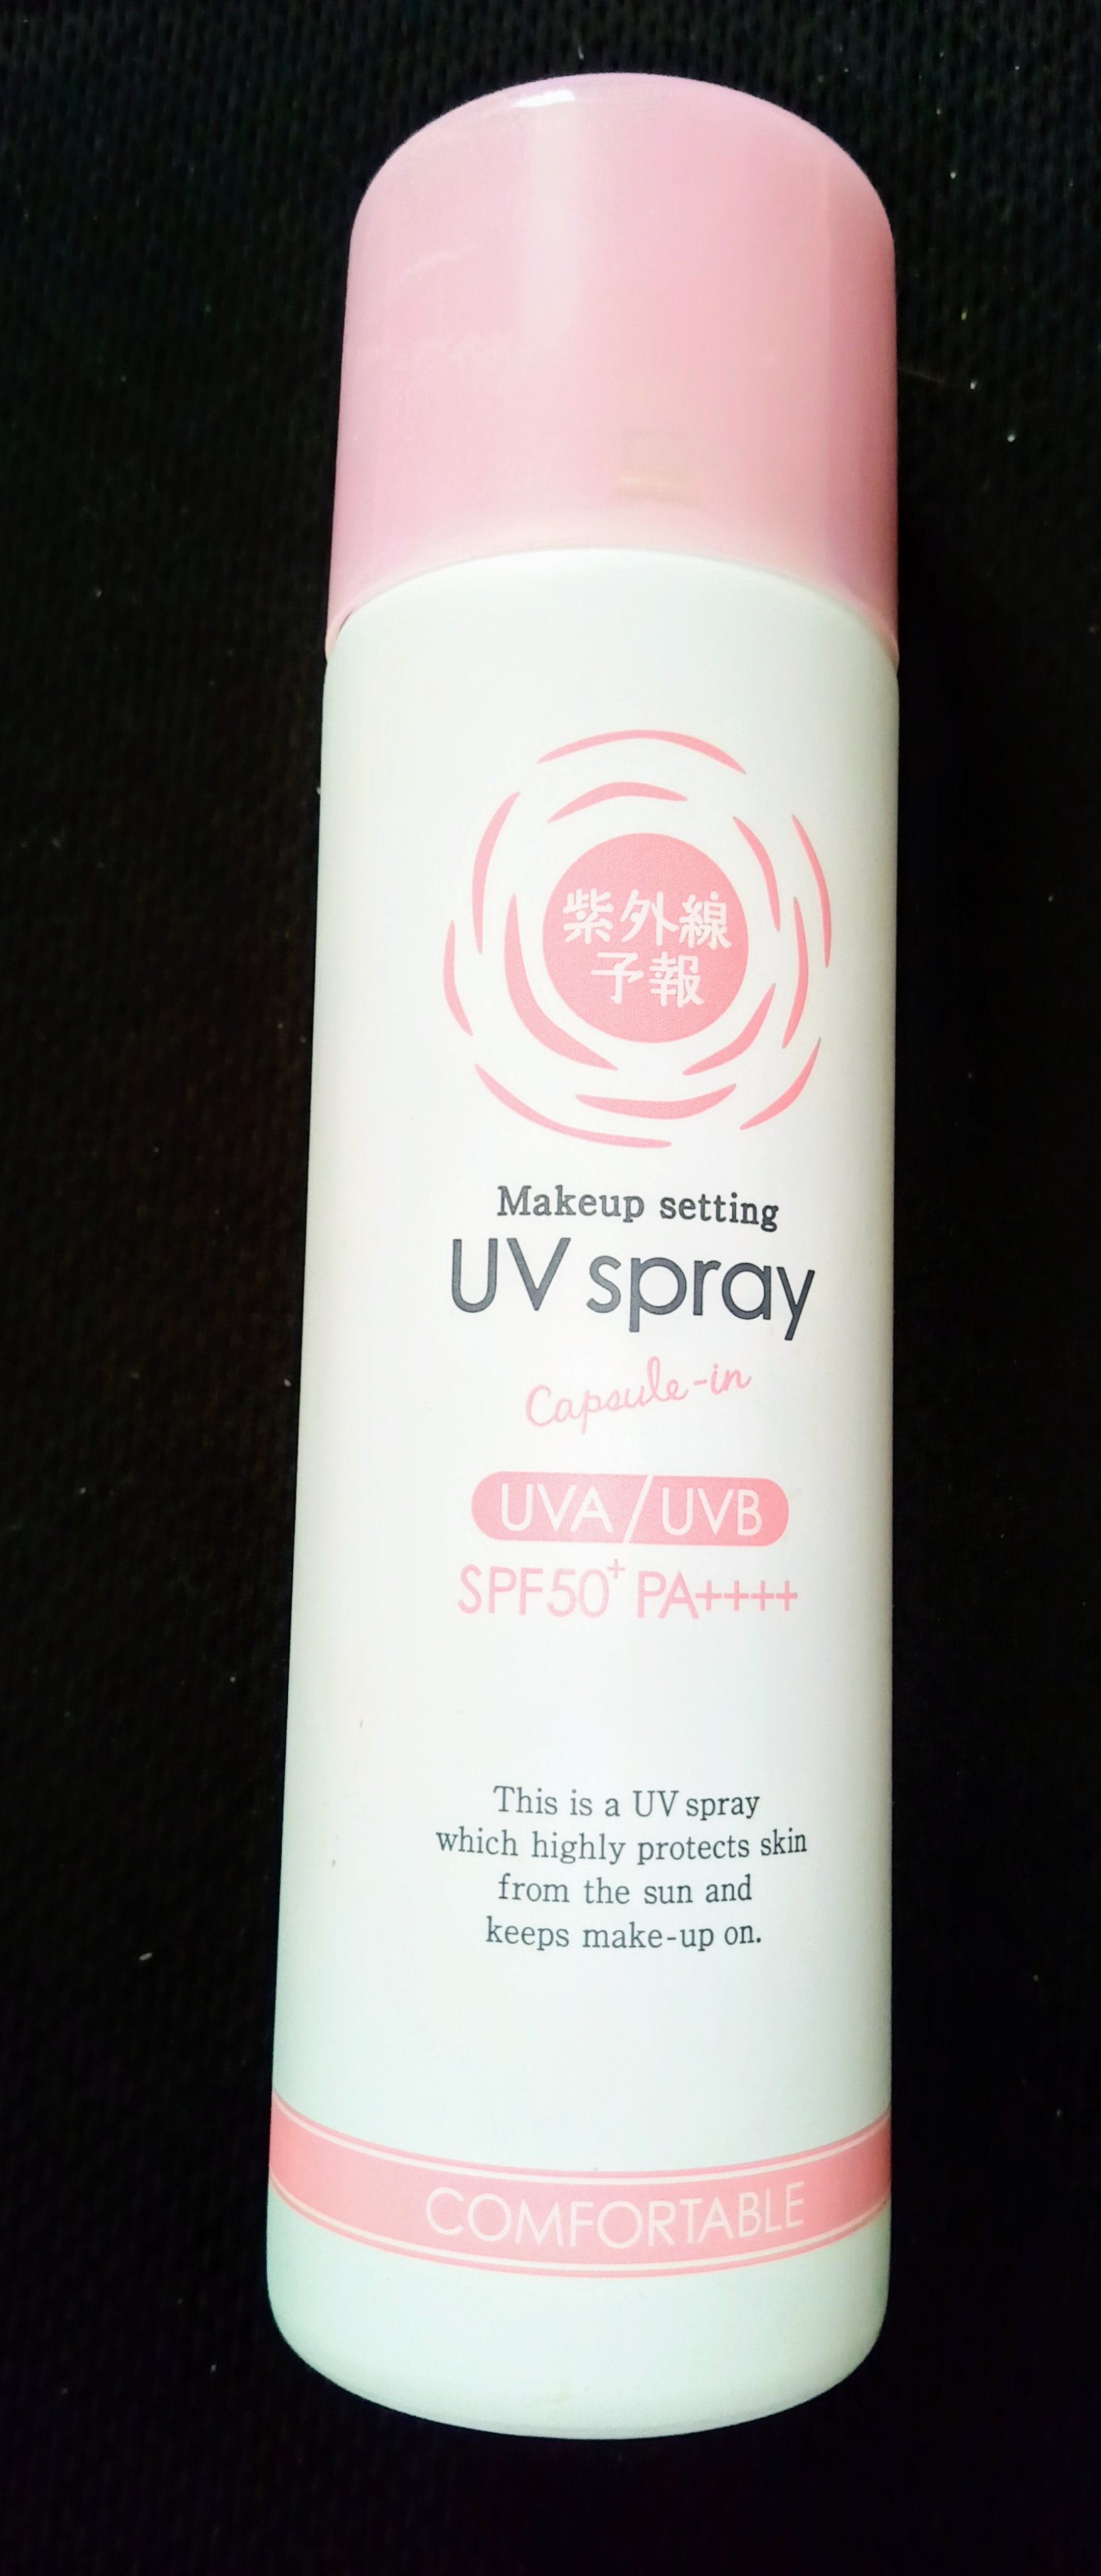 紫外線
予報
Makeup setting
UV spray
Capsule-in
UVA/UVB
SPF50+ PA++++
This is a UV spray
which highly protects skin
from the sun and
keeps make-up on.
COMFORTABLE